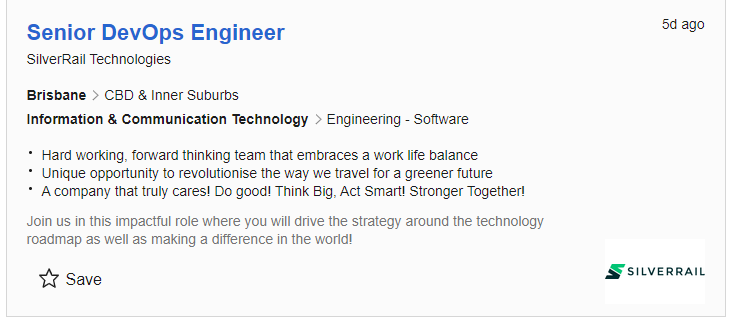 Senior DevOps Engineer
5d ago
SilverRail Technologies
Brisbane > CBD & Inner Suburbs
Information & Communication Technology > Engineering - Software
• Hard working, forward thinking team that embraces a work life balance
• Unique opportunity to revolutionise the way we travel for a greener future
• A company that truly cares! Do good! Think Big, Act Smart! Stronger Together!
Join us in this impactful role where you will drive the strategy around the technology
roadmap as well as making a difference in the world!
Save
SILVERRAIL